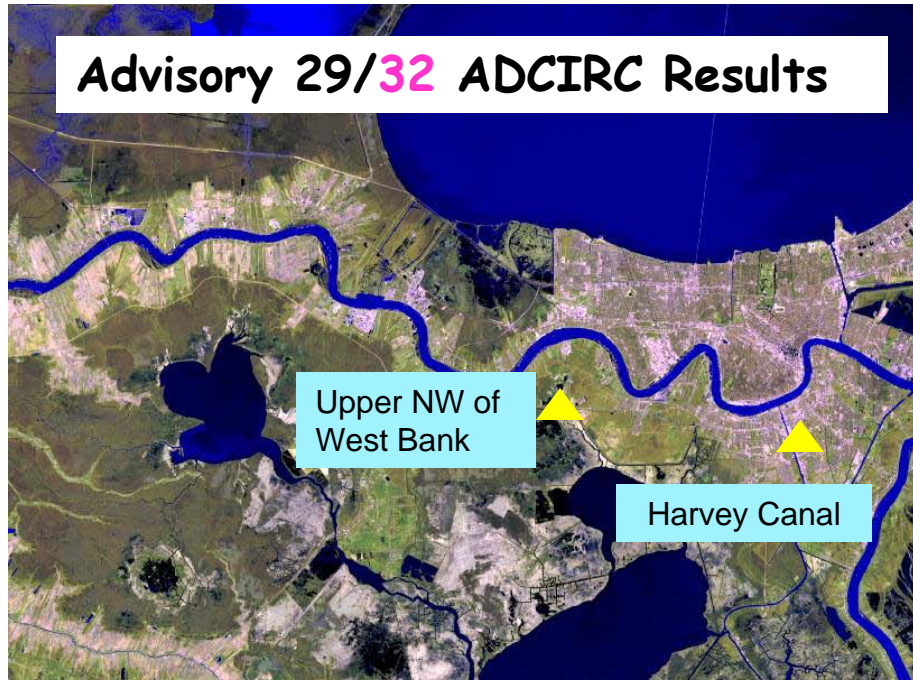 Advisory 29/32 ADCIRC Results
Upper NW of
West Bank
Harvey Canal